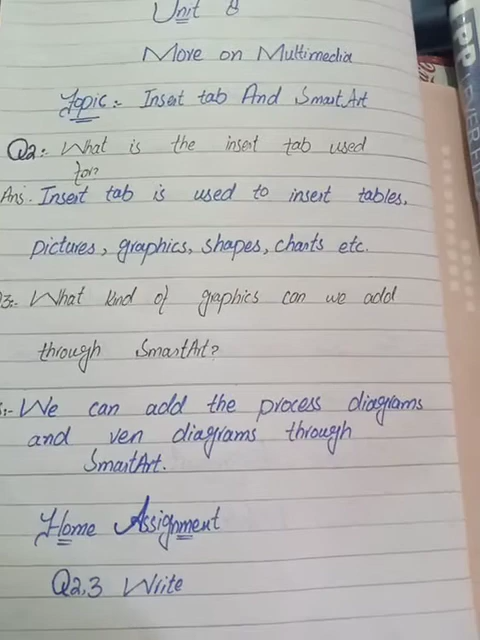 Unit 8
More on Multimedia
Topic:- Insert tab And SmartArt
Q2:- What is the insert tab used
for
Ans:- Insert tab is used to insert tables,
pictures, graphics, shapes, charts etc.
3:- What kind of graphics can we add
through SmartArt?
s:- We can add the process diagrams
and ven diagrams through
SmartArt.
Home Assignment
Q2,3 Write